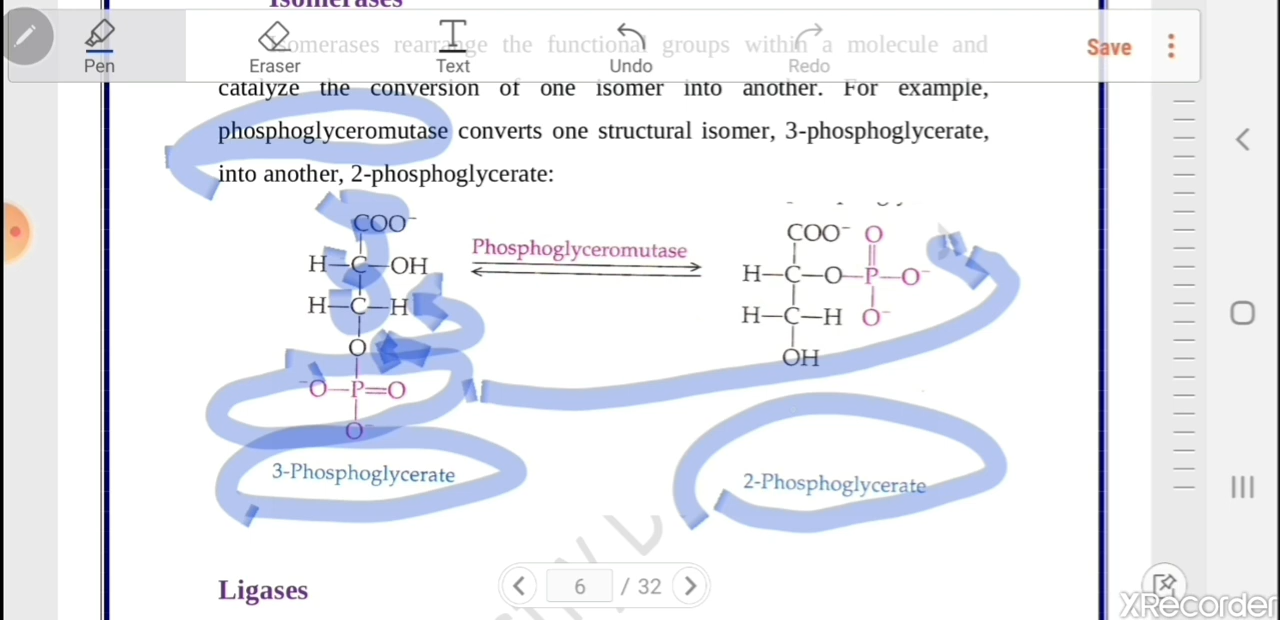 Isomerases
Isomerases rearrange the functional groups within a molecule and
Pen Eraser Text Undo Redo Save
catalyze the conversion of one isomer into another. For example,
phosphoglyceromutase converts one structural isomer, 3-phosphoglycerate,
into another, 2-phosphoglycerate:
COO⁻
H—C—OH
H—C—H
O
⁻O—P=O
O⁻
3-Phosphoglycerate
Phosphoglyceromutase
COO⁻ O
H—C—O—P—O⁻
H—C—H O⁻
OH
2-Phosphoglycerate
Ligases
6 / 32
XRecorder